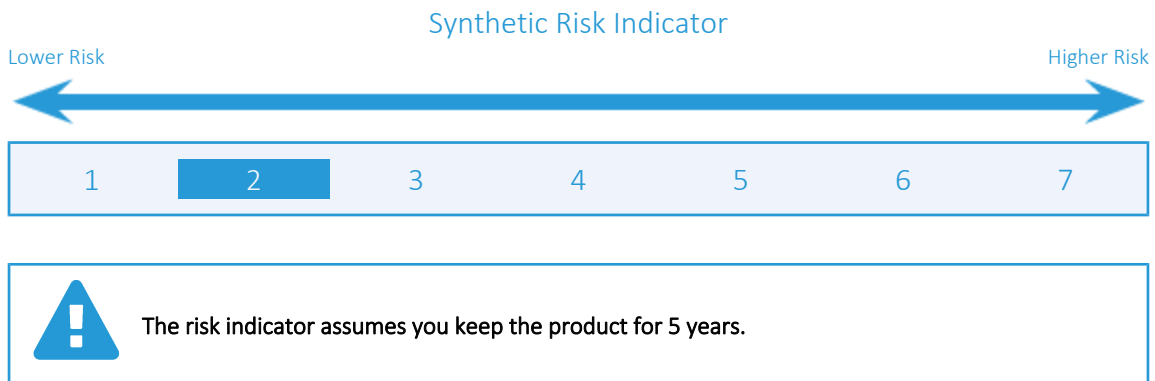 Synthetic Risk Indicator
Lower Risk Higher Risk
1 2 3 4 5 6 7
The risk indicator assumes you keep the product for 5 years.